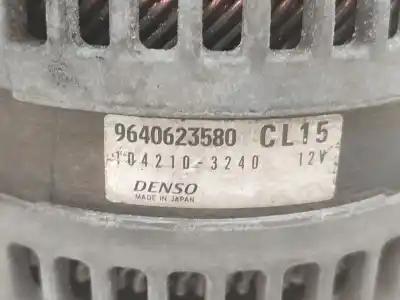 9640623580 CL15
104210-3240 12V
DENSO
MADE IN JAPAN